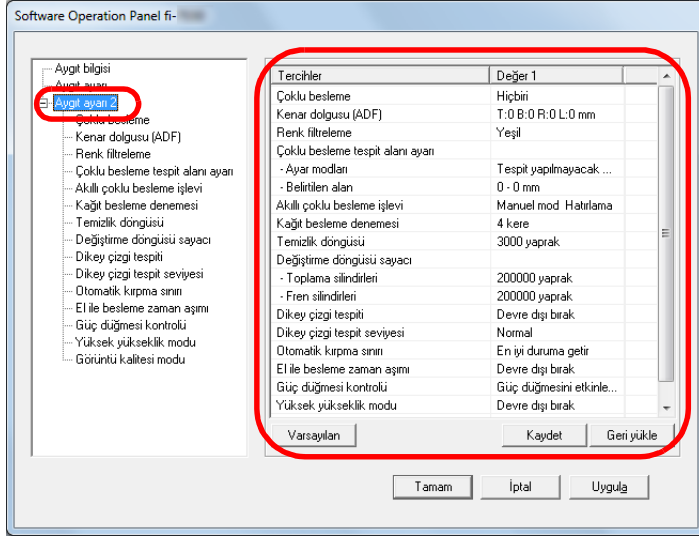 Software Operation Panel fi-
Aygıt bilgisi
Aygıt ayarı
Aygıt ayarı 2
Çoklu besleme
Kenar dolgusu (ADF)
Renk filtreleme
Çoklu besleme tespit alanı ayarı
Akıllı çoklu besleme işlevi
Kağıt besleme denemesi
Temizlik döngüsü
Değiştirme döngüsü sayacı
Dikey çizgi tespiti
Dikey çizgi tespit seviyesi
Otomatik kırpma sınırı
El ile besleme zaman aşımı
Güç düğmesi kontrolü
Yüksek yükseklik modu
Görüntü kalitesi modu
Tercihler Değer 1
Çoklu besleme Hiçbiri
Kenar dolgusu (ADF) T:0 B:0 R:0 L:0 mm
Renk filtreleme Yeşil
Çoklu besleme tespit alanı ayarı
- Ayar modları Tespit yapılmayacak ...
- Belirtilen alan 0 - 0 mm
Akıllı çoklu besleme işlevi Manuel mod Hatırlama
Kağıt besleme denemesi 4 kere
Temizlik döngüsü 3000 yaprak
Değiştirme döngüsü sayacı
- Toplama silindirleri 200000 yaprak
- Fren silindirleri 200000 yaprak
Dikey çizgi tespiti Devre dışı bırak
Dikey çizgi tespit seviyesi Normal
Otomatik kırpma sınırı En iyi duruma getir
El ile besleme zaman aşımı Devre dışı bırak
Güç düğmesi kontrolü Güç düğmesini etkinle...
Yüksek yükseklik modu Devre dışı bırak
Varsayılan Kaydet Geri yükle
Tamam İptal Uygula